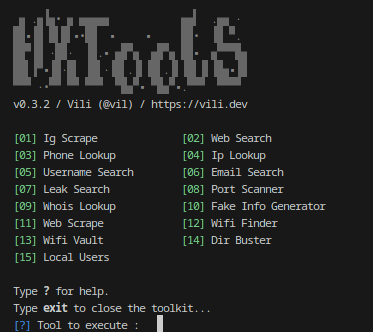 v0.3.2 / Vili (@vil) / https://vili.dev
[01] Ig Scrape [02] Web Search
[03] Phone Lookup [04] Ip Lookup
[05] Username Search [06] Email Search
[07] Leak Search [08] Port Scanner
[09] Whois Lookup [10] Fake Info Generator
[11] Web Scrape [12] Wifi Finder
[13] Wifi Vault [14] Dir Buster
[15] Local Users
Type ? for help.
Type exit to close the toolkit...
[?] Tool to execute :